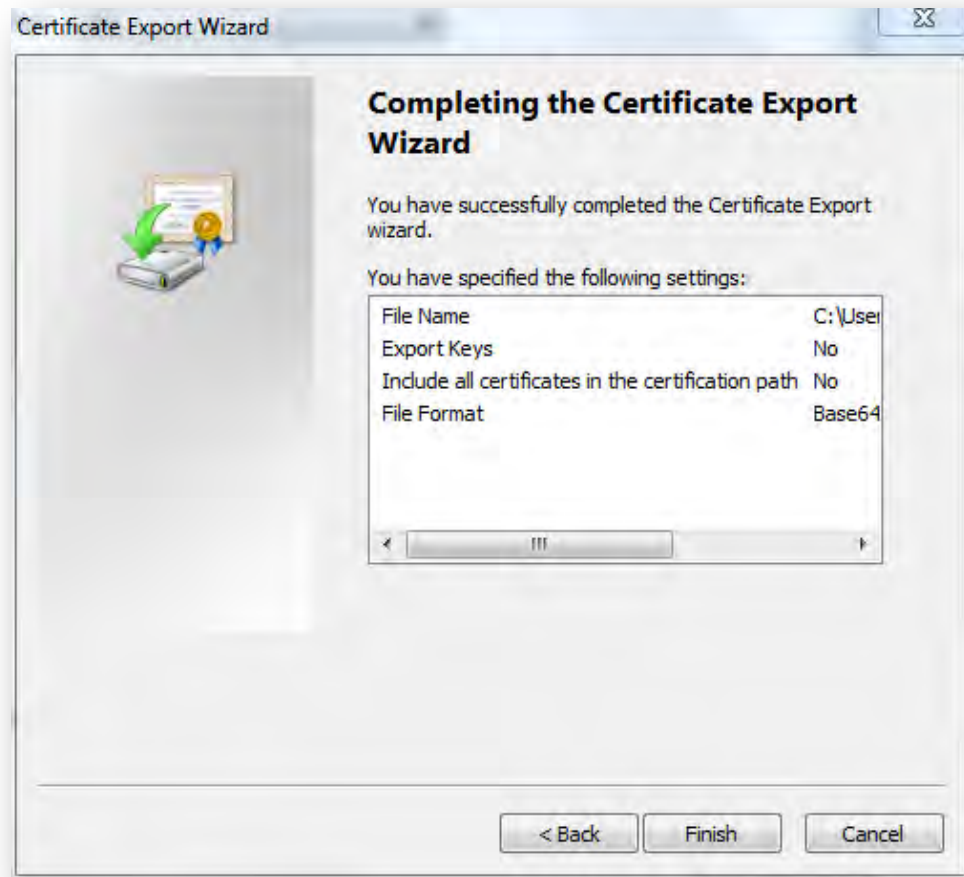 Certificate Export Wizard
Completing the Certificate Export
Wizard
You have successfully completed the Certificate Export
wizard.
You have specified the following settings:
File Name C:\User
Export Keys No
Include all certificates in the certification path No
File Format Base64
< Back Finish Cancel